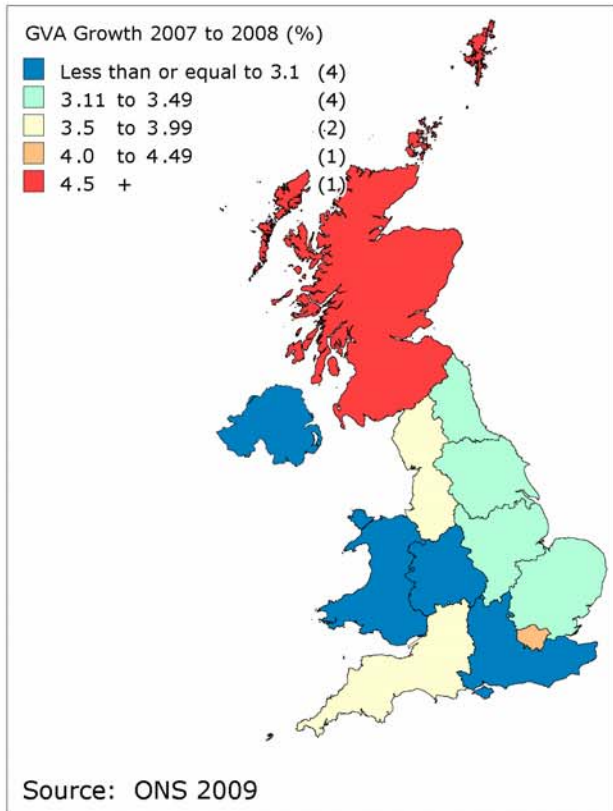 GVA Growth 2007 to 2008 (%)
Less than or equal to 3.1 (4)
3.11 to 3.49 (4)
3.5 to 3.99 (2)
4.0 to 4.49 (1)
4.5 + (1)
Source: ONS 2009